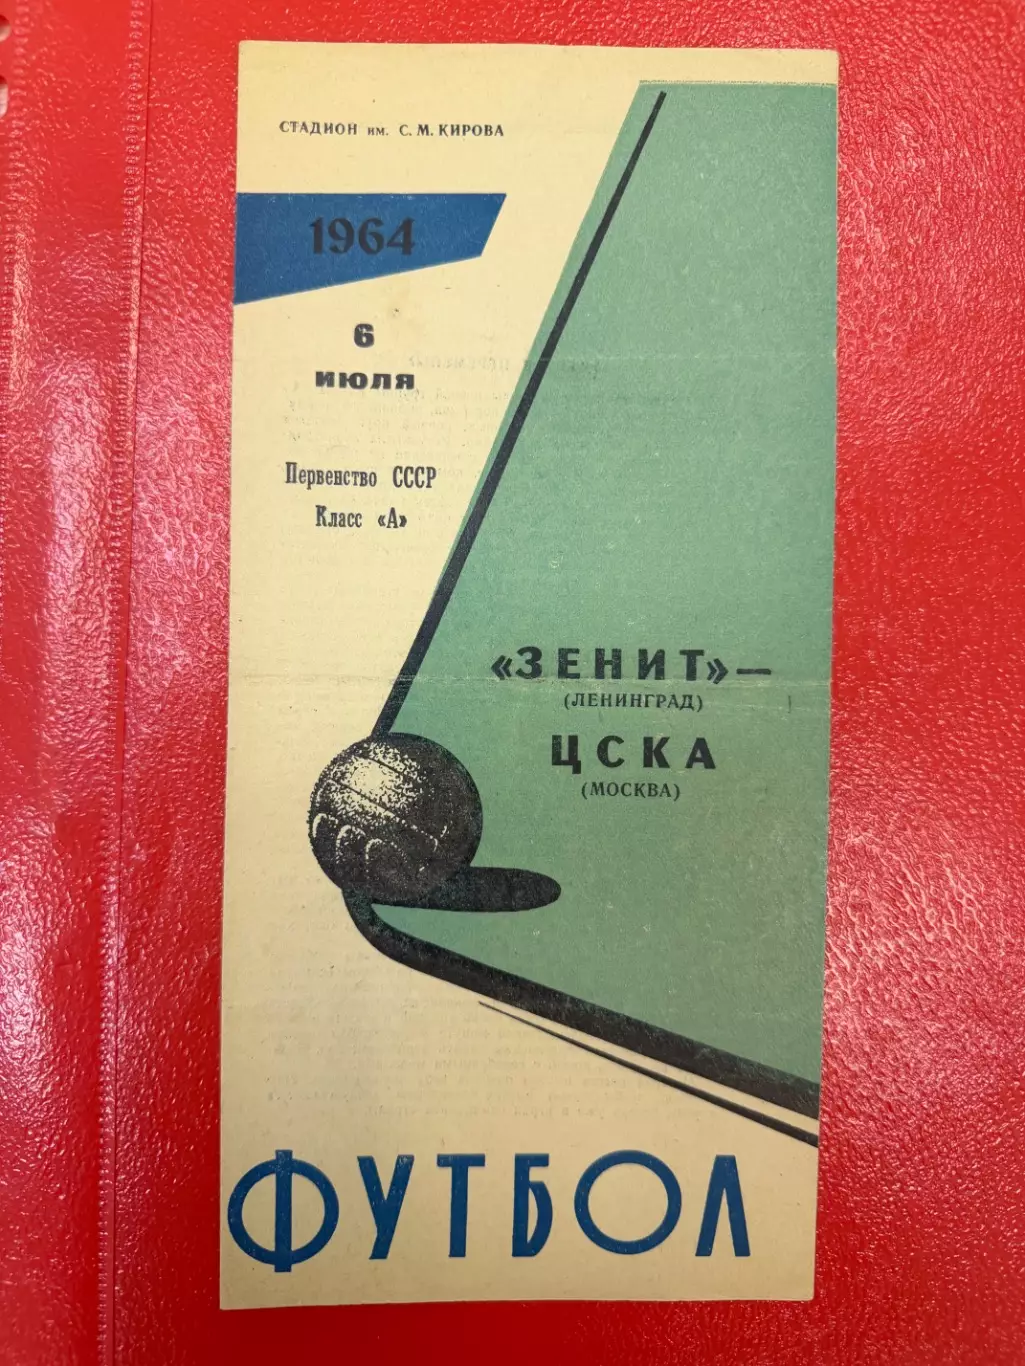 СТАДИОН им. С. М. КИРОВА
1964
6
ИЮЛЯ
Первенство СССР
Класс «А»
«ЗЕНИТ» —
(ЛЕНИНГРАД)
ЦСКА
(МОСКВА)
ФУТБОЛ